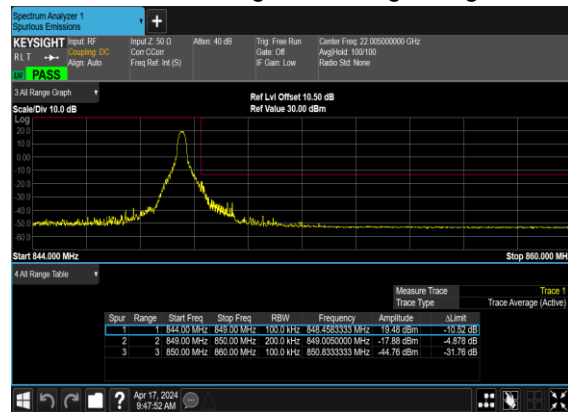 Spectrum Analyzer 1
Spurious Emissions
+
KEYSIGHT Input: RF Input Z: 50 Ω Atten: 40 dB Trig: Free Run Center Freq: 22.005000000 GHz
RLT Coupling: DC Corr CCorr Gate: Off Avg|Hold: 100/100
Align: Auto Freq Ref: Int (S) IF Gain: Low Radio Std: None
LW PASS
3 All Range Graph
Ref Lvl Offset 10.50 dB
Scale/Div 10.0 dB Ref Value 30.00 dBm
Log
20.0
10.0
0.00
-10.0
-20.0
-30.0
-40.0
-50.0
-60.0
Start 844.000 MHz Stop 860.000 MH
4 All Range Table
Measure Trace Trace 1
Trace Type Trace Average (Active)
Spur Range Start Freq Stop Freq RBW Frequency Amplitude ΔLimit
1 1 844.00 MHz 849.00 MHz 100.0 kHz 848.4583333 MHz 19.48 dBm -10.52 dB
2 2 849.00 MHz 850.00 MHz 200.0 kHz 849.0050000 MHz -17.88 dBm -4.878 dB
3 3 850.00 MHz 860.00 MHz 100.0 kHz 850.8333333 MHz -44.76 dBm -31.76 dB
? Apr 17, 2024
9:47:52 AM